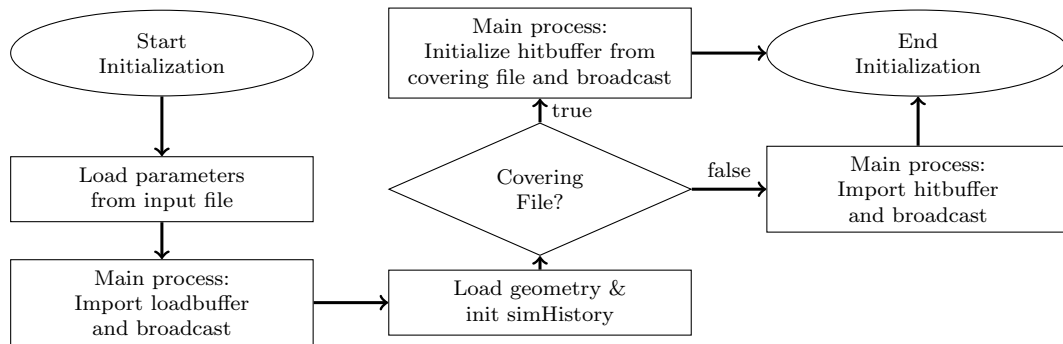 Start
Initialization
Load parameters
from input file
Main process:
Import loadbuffer
and broadcast
Load geometry &
init simHistory
Covering
File?
true
Main process:
Initialize hitbuffer from
covering file and broadcast
false
Main process:
Import hitbuffer
and broadcast
End
Initialization